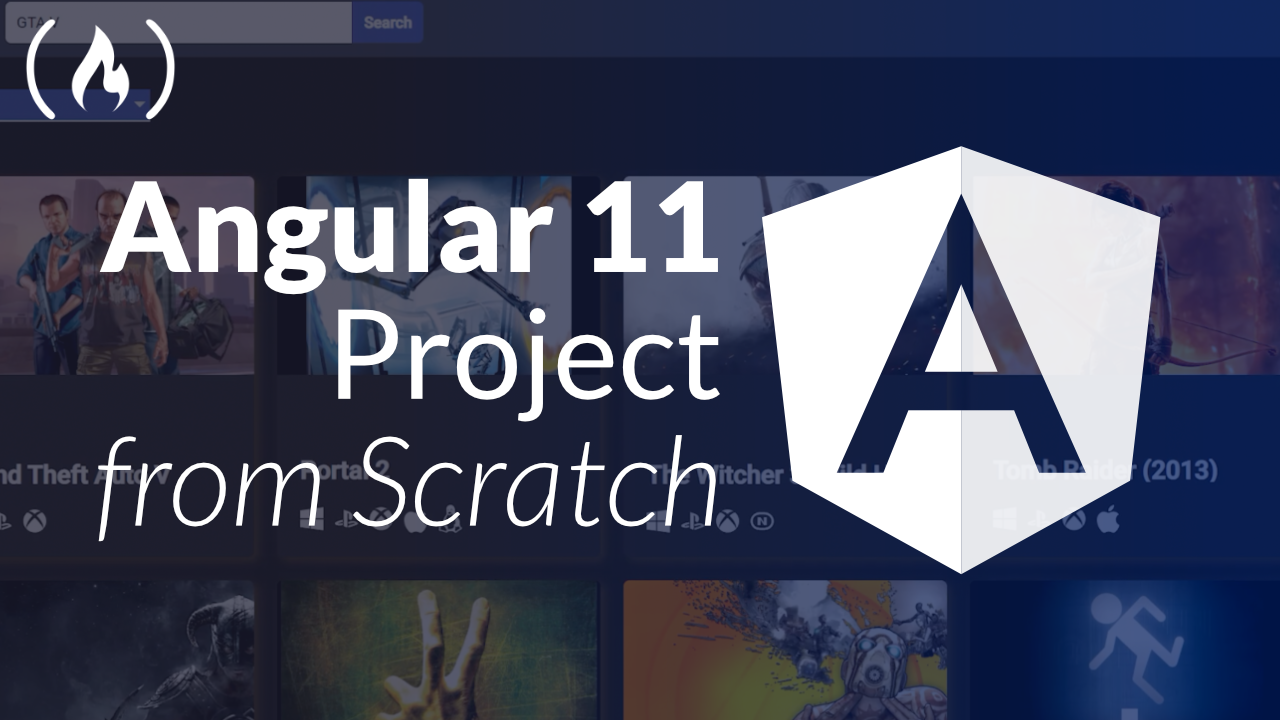 GTA V
Search
Angular 11
Project
from Scratch
nd Theft Auto V
Portal 2
The Witcher
Tomb Raider (2013)